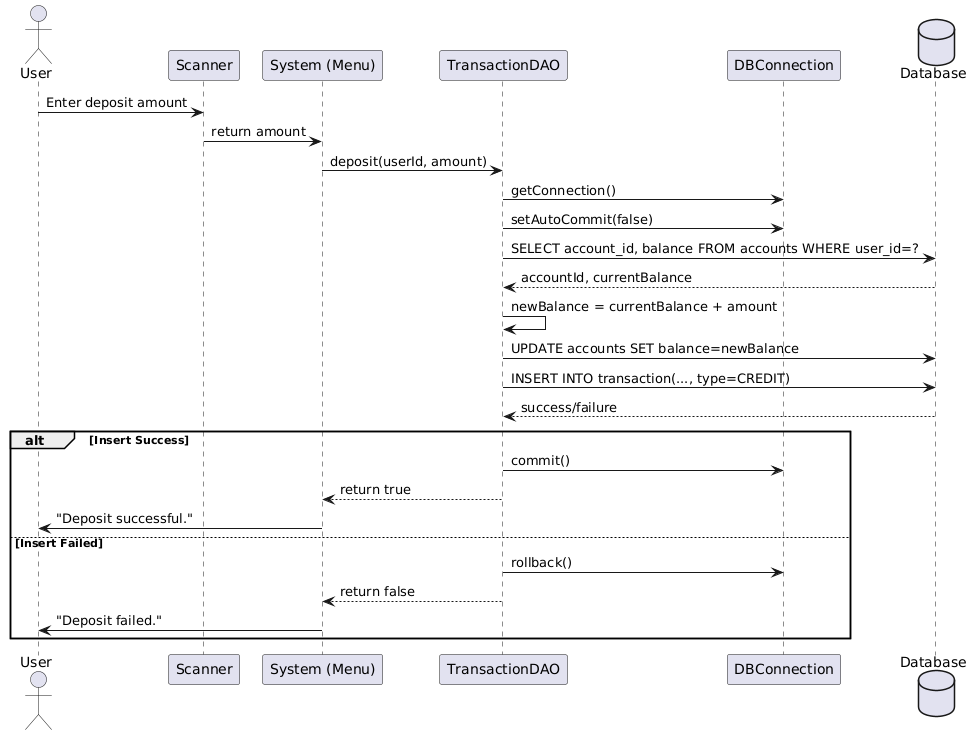 User
Scanner
System (Menu)
TransactionDAO
DBConnection
Database
Enter deposit amount
return amount
deposit(userId, amount)
getConnection()
setAutoCommit(false)
SELECT account_id, balance FROM accounts WHERE user_id=?
accountId, currentBalance
newBalance = currentBalance + amount
UPDATE accounts SET balance=newBalance
INSERT INTO transaction(..., type=CREDIT)
success/failure
alt [Insert Success]
commit()
return true
"Deposit successful."
[Insert Failed]
rollback()
return false
"Deposit failed."
User
Scanner
System (Menu)
TransactionDAO
DBConnection
Database